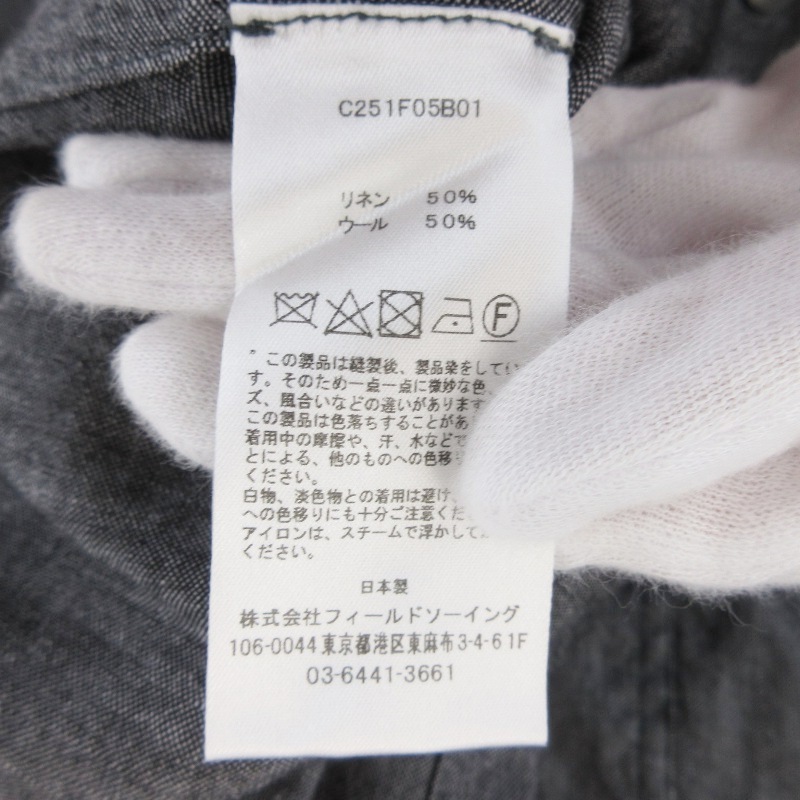 C251F05B01
リネン 50%
ウール 50%
F
° この製品は縫製後、製品染をしてい
す。そのため一点一点に微妙な色、
ズ、風合いなどの違いがあります
この製品は色落ちすることがあ
着用中の摩擦や、汗、水などで
とによる、他のものへの色移り
ください。
白物、淡色物との着用は避け、
への色移りにも十分ご注意くだ
アイロンは、スチームで浮かして
ください。
日本製
株式会社フィールドソーイング
106-0044東京都港区東麻布3-4-6 1F
03-6441-3661